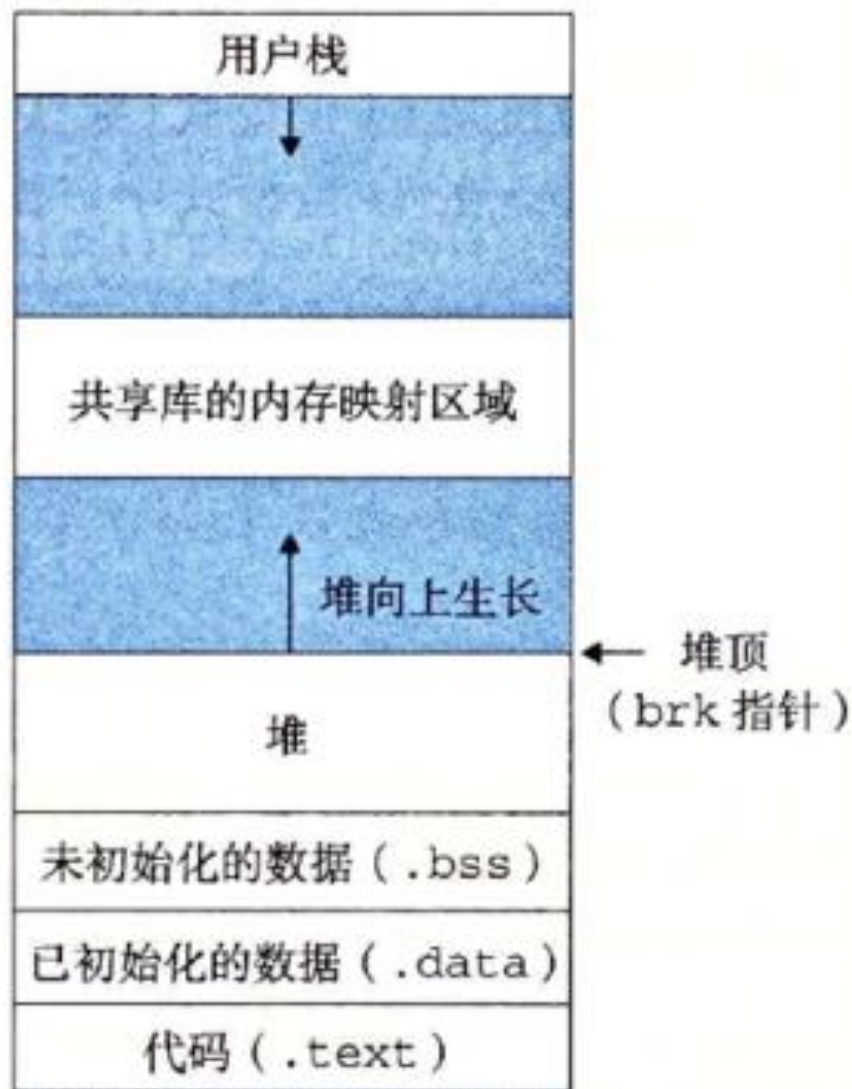 用户栈
共享库的内存映射区域
堆向上生长
堆顶
(brk 指针)
堆
未初始化的数据(.bss)
已初始化的数据(.data)
代码(.text)